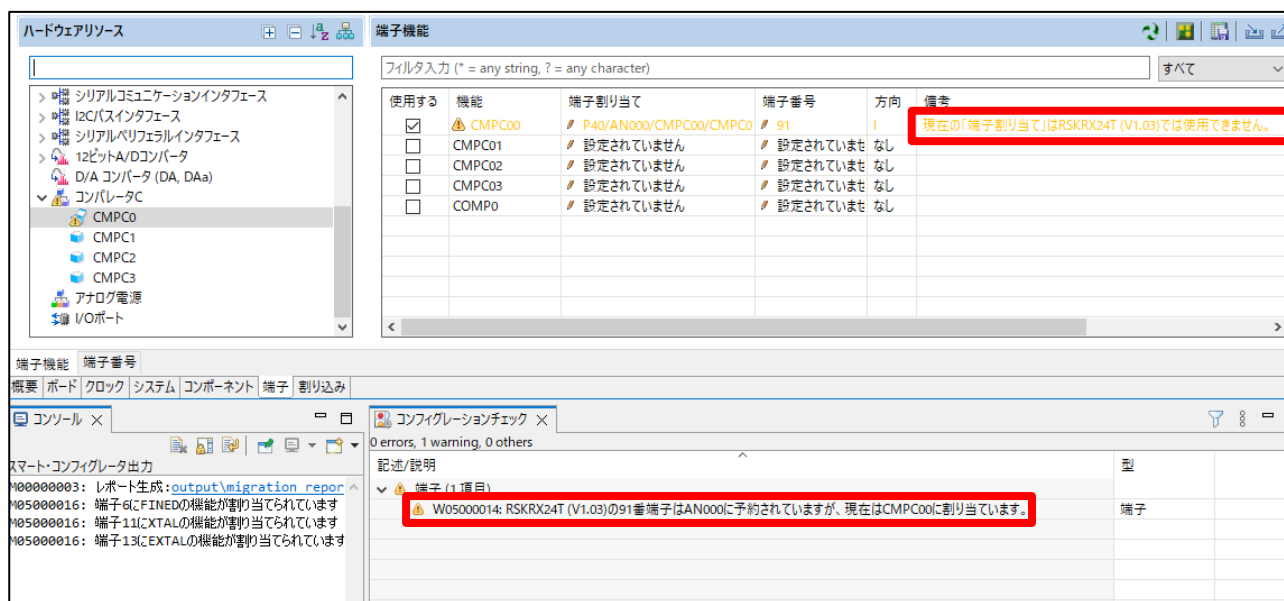 ハードウェアリソース
端子機能
フィルタ入力 (* = any string, ? = any character)
すべて
シリアルコミュニケーションインタフェース
I2Cバスインタフェース
シリアルペリフェラルインタフェース
12ビットA/Dコンバータ
D/A コンバータ (DA, DAa)
コンパレータC
CMPC0
CMPC1
CMPC2
CMPC3
アナログ電源
I/Oポート
使用する 機能 端子割り当て 端子番号 方向 備考
CMPC00 P40/AN000/CMPC00/CMPC0 91 I 現在の「端子割り当て」はRSKRX24T (V1.03)では使用できません。
CMPC01 設定されていません 設定されていませ なし
CMPC02 設定されていません 設定されていませ なし
CMPC03 設定されていません 設定されていませ なし
COMP0 設定されていません 設定されていませ なし
端子機能 端子番号
概要 ボード クロック システム コンポーネント 端子 割り込み
コンソール
スマート・コンフィグレータ出力
M00000003: レポート生成:output\migration repor
M05000016: 端子6にFINEDの機能が割り当てられています
M05000016: 端子11にXTALの機能が割り当てられています
M05000016: 端子13にEXTALの機能が割り当てられています
コンフィグレーションチェック
0 errors, 1 warning, 0 others
記述/説明 型
端子 (1 項目)
W05000014: RSKRX24T (V1.03)の91番端子はAN000に予約されていますが、現在はCMPC00に割り当ています。 端子